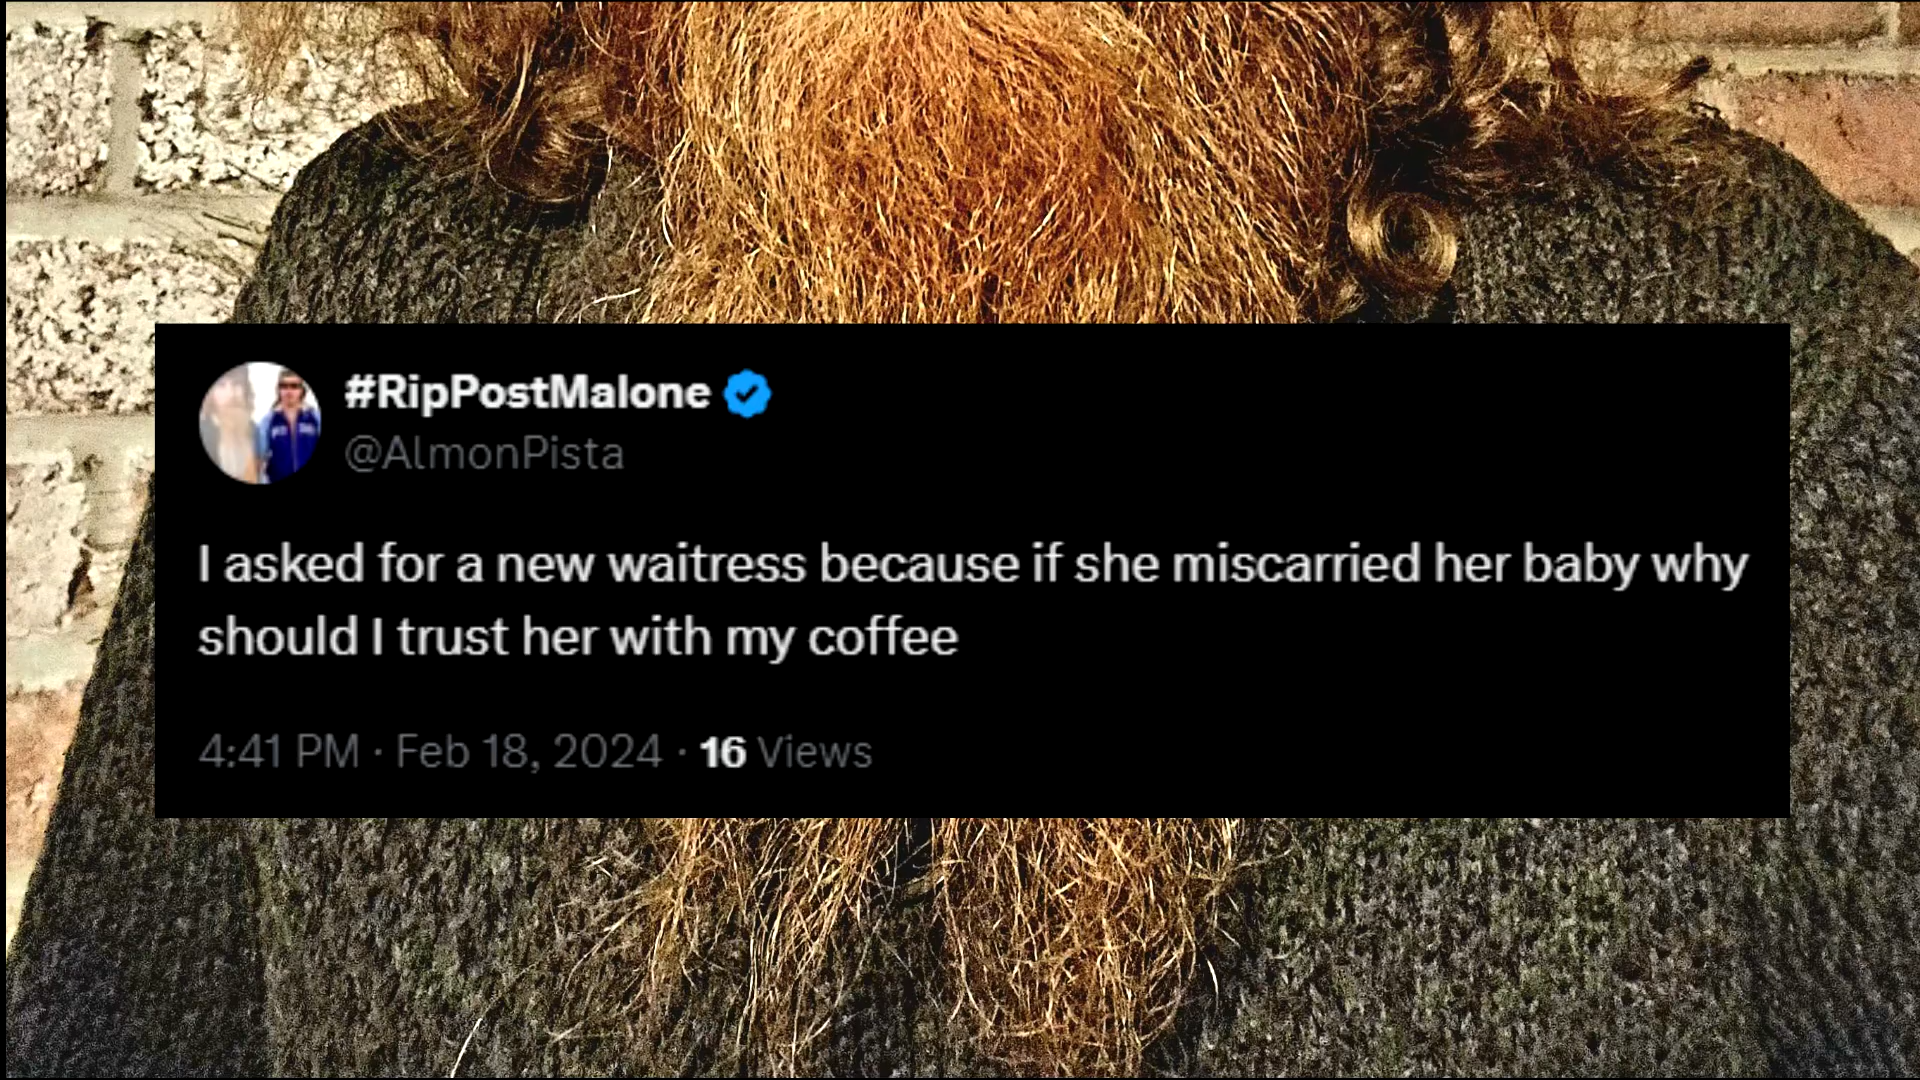 #RipPostMalone
@AlmonPista
I asked for a new waitress because if she miscarried her baby why
should I trust her with my coffee
4:41 PM · Feb 18, 2024 · 16 Views